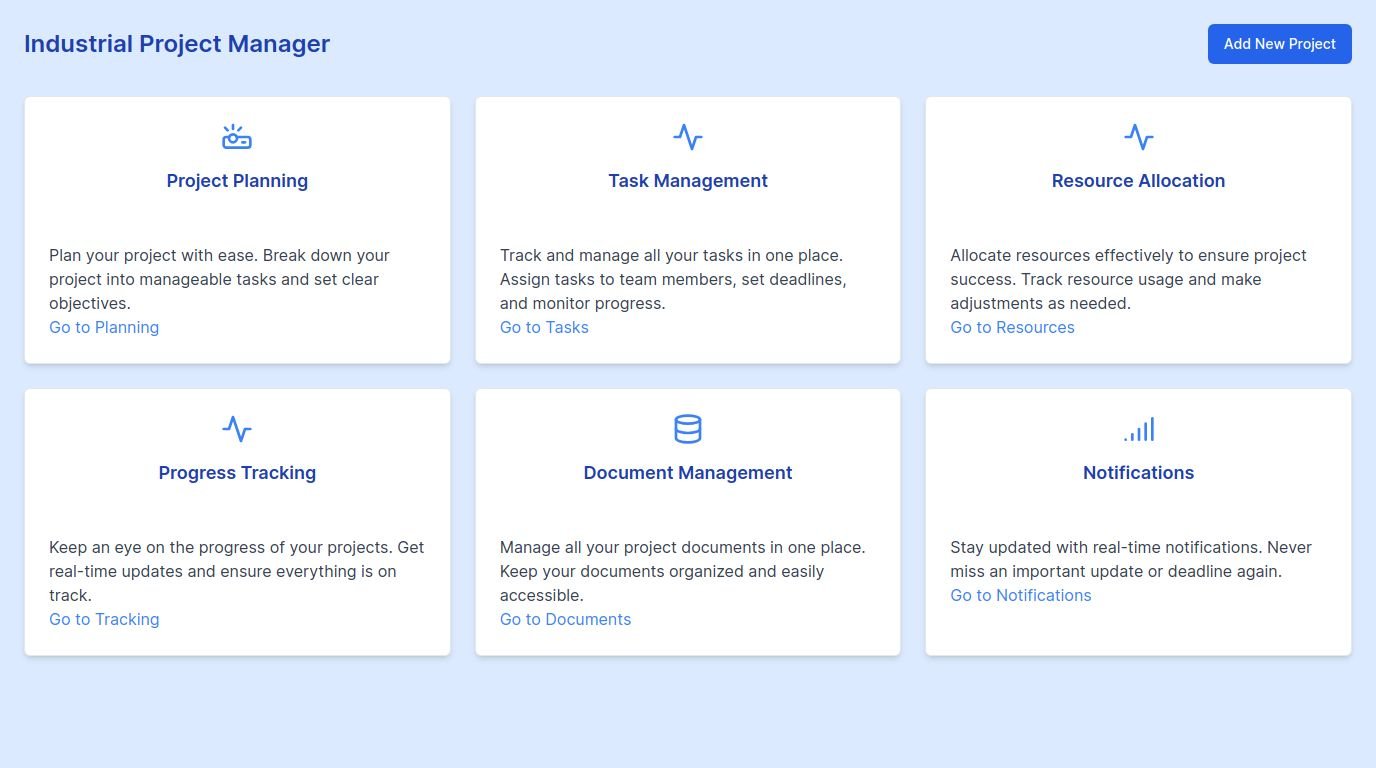 Industrial Project Manager
Add New Project
Project Planning
Plan your project with ease. Break down your
project into manageable tasks and set clear
objectives.
Go to Planning
Task Management
Track and manage all your tasks in one place.
Assign tasks to team members, set deadlines,
and monitor progress.
Go to Tasks
Resource Allocation
Allocate resources effectively to ensure project
success. Track resource usage and make
adjustments as needed.
Go to Resources
Progress Tracking
Keep an eye on the progress of your projects. Get
real-time updates and ensure everything is on
track.
Go to Tracking
Document Management
Manage all your project documents in one place.
Keep your documents organized and easily
accessible.
Go to Documents
Notifications
Stay updated with real-time notifications. Never
miss an important update or deadline again.
Go to Notifications